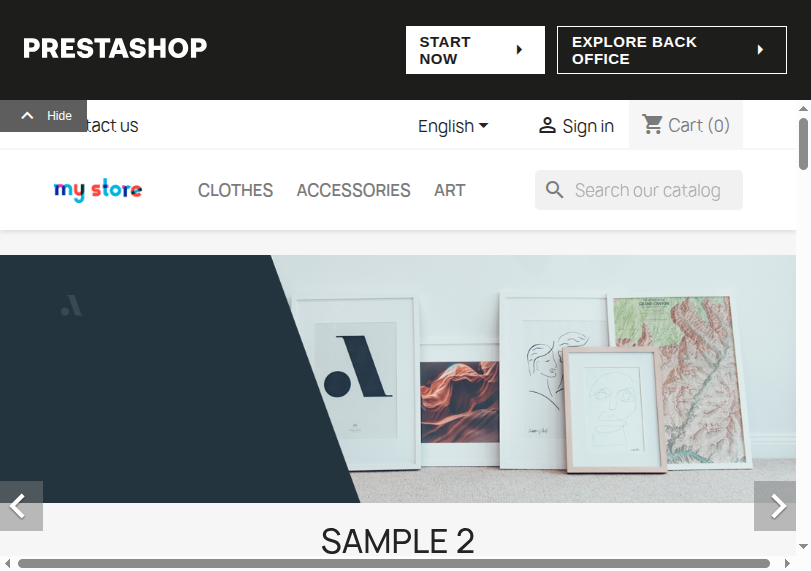 PRESTASHOP
START NOW
EXPLORE BACK OFFICE
Hide
tact us
English
Sign in
Cart (0)
my store
CLOTHES
ACCESSORIES
ART
Search our catalog
SAMPLE 2